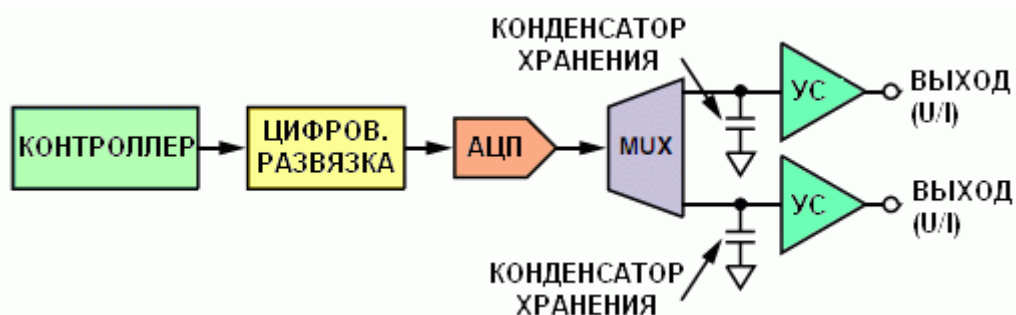 КОНДЕНСАТОР
ХРАНЕНИЯ
КОНТРОЛЛЕР
ЦИФРОВ.
РАЗВЯЗКА
АЦП
MUX
УС
ВЫХОД
(U/I)
УС
ВЫХОД
(U/I)
КОНДЕНСАТОР
ХРАНЕНИЯ